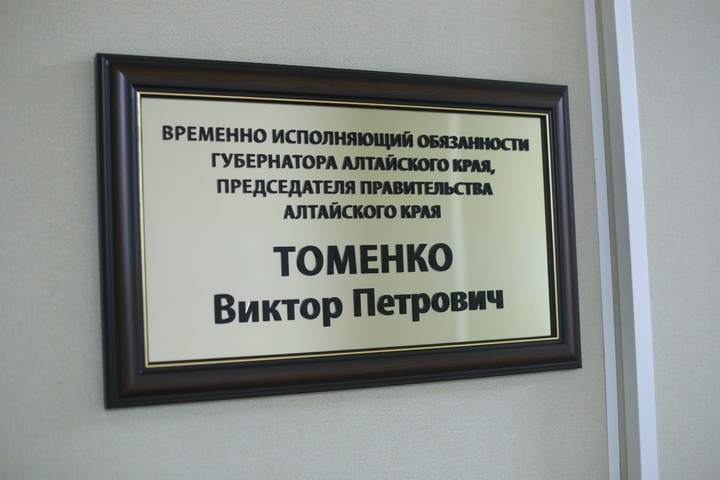 ВРЕМЕННО ИСПОЛНЯЮЩИЙ ОБЯЗАННОСТИ
ГУБЕРНАТОРА АЛТАЙСКОГО КРАЯ,
ПРЕДСЕДАТЕЛЯ ПРАВИТЕЛЬСТВА
АЛТАЙСКОГО КРАЯ
ТОМЕНКО
Виктор Петрович